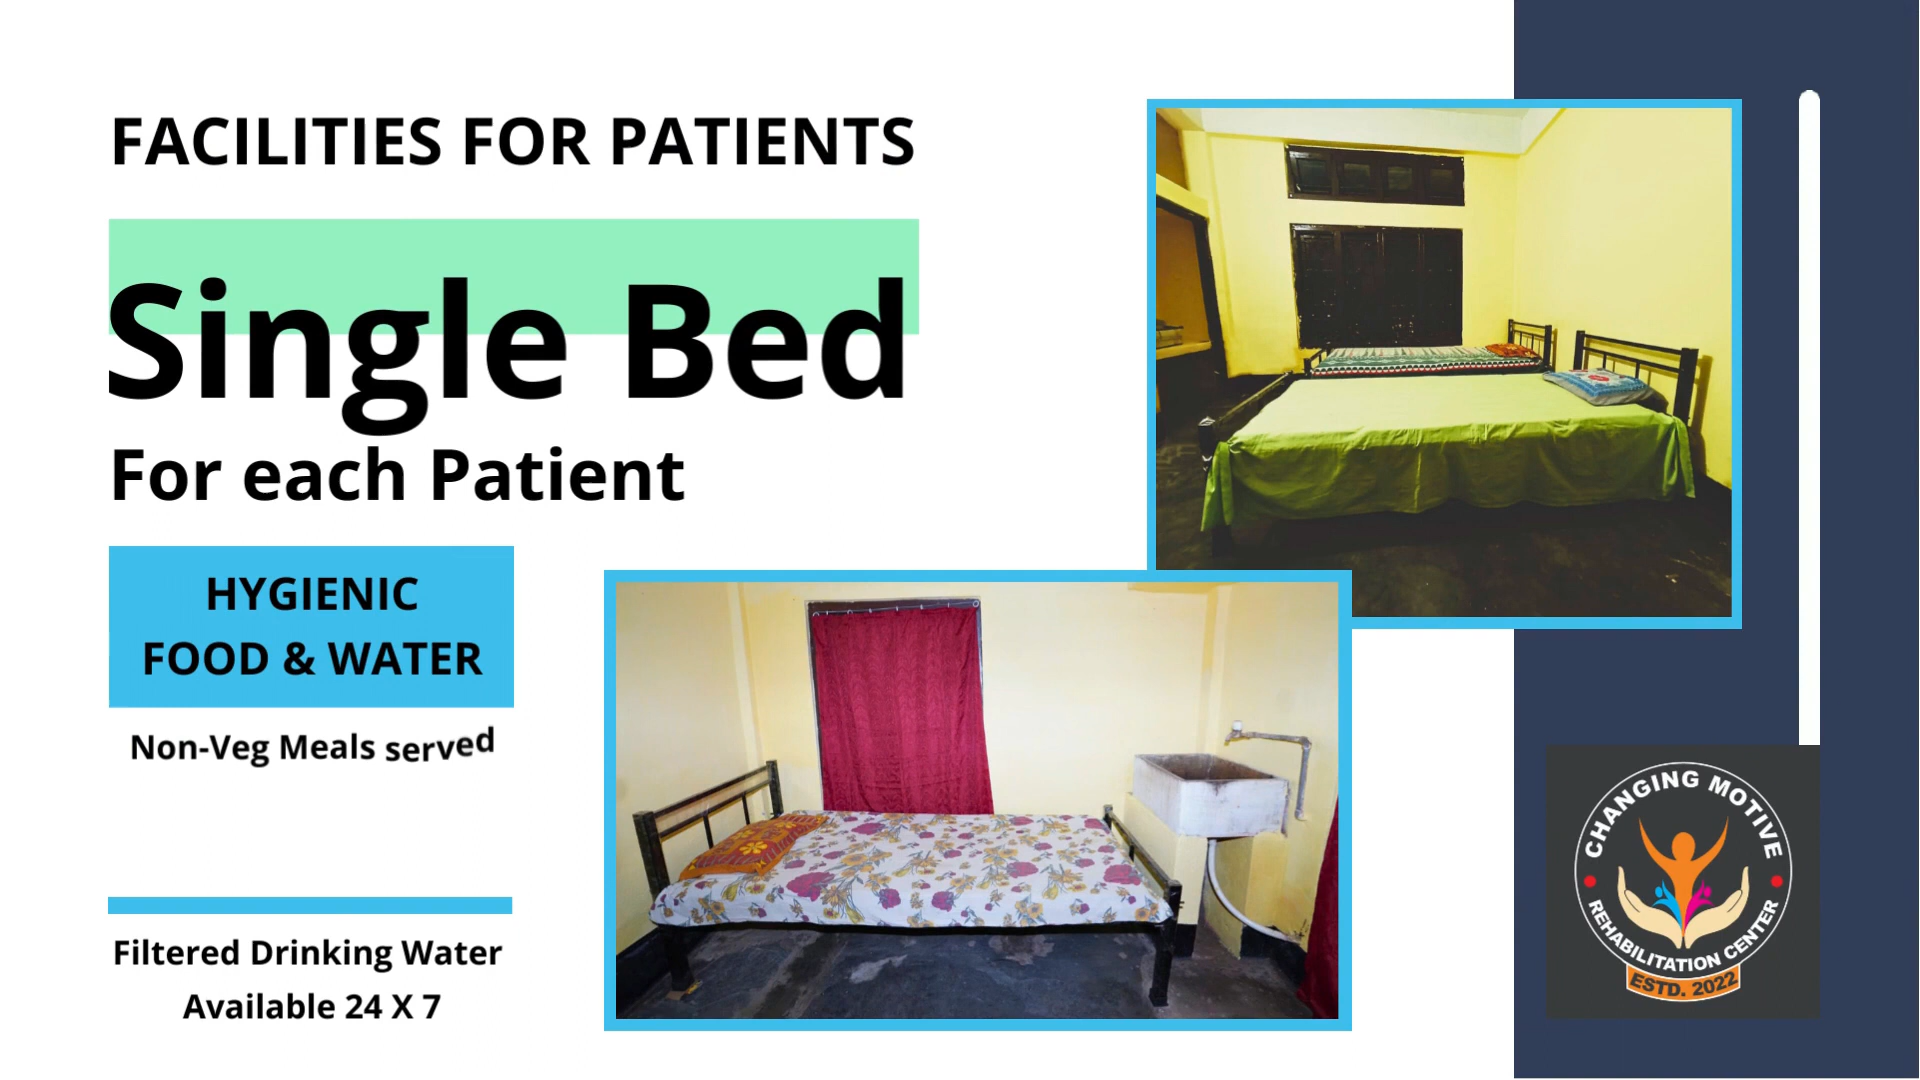 FACILITIES FOR PATIENTS
Single Bed
For each Patient
HYGIENIC
FOOD & WATER
Non-Veg Meals served
Filtered Drinking Water
Available 24 X 7
CHANGING MOTIVE
REHABILITATION CENTER
ESTD. 2022